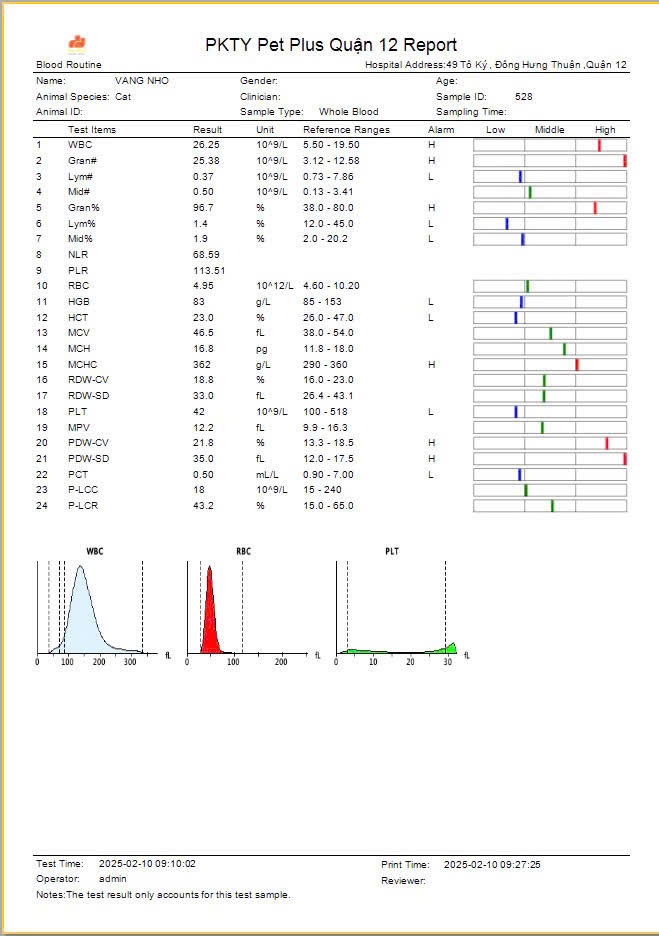 PKTY Pet Plus Quận 12 Report
Blood Routine Hospital Address:49 Tô Ký , Đông Hưng Thuận ,Quận 12
Name: VANG NHO Gender: Age:
Animal Species: Cat Clinician: Sample ID: 528
Animal ID: Sample Type: Whole Blood Sampling Time:
Test Items Result Unit Reference Ranges Alarm Low Middle High
1 WBC 26.25 10^9/L 5.50 - 19.50 H
2 Gran# 25.38 10^9/L 3.12 - 12.58 H
3 Lym# 0.37 10^9/L 0.73 - 7.86 L
4 Mid# 0.50 10^9/L 0.13 - 3.41
5 Gran% 96.7 % 38.0 - 80.0 H
6 Lym% 1.4 % 12.0 - 45.0 L
7 Mid% 1.9 % 2.0 - 20.2 L
8 NLR 68.59
9 PLR 113.51
10 RBC 4.95 10^12/L 4.60 - 10.20
11 HGB 83 g/L 85 - 153 L
12 HCT 23.0 % 26.0 - 47.0 L
13 MCV 46.5 fL 38.0 - 54.0
14 MCH 16.8 pg 11.8 - 18.0
15 MCHC 362 g/L 290 - 360 H
16 RDW-CV 18.8 % 16.0 - 23.0
17 RDW-SD 33.0 fL 26.4 - 43.1
18 PLT 42 10^9/L 100 - 518 L
19 MPV 12.2 fL 9.9 - 16.3
20 PDW-CV 21.8 % 13.3 - 18.5 H
21 PDW-SD 35.0 fL 12.0 - 17.5 H
22 PCT 0.50 mL/L 0.90 - 7.00 L
23 P-LCC 18 10^9/L 15 - 240
24 P-LCR 43.2 % 15.0 - 65.0
WBC RBC PLT
0 100 200 300 fL 0 100 200 fL 0 10 20 30 fL
Test Time: 2025-02-10 09:10:02 Print Time: 2025-02-10 09:27:25
Operator: admin Reviewer:
Notes:The test result only accounts for this test sample.